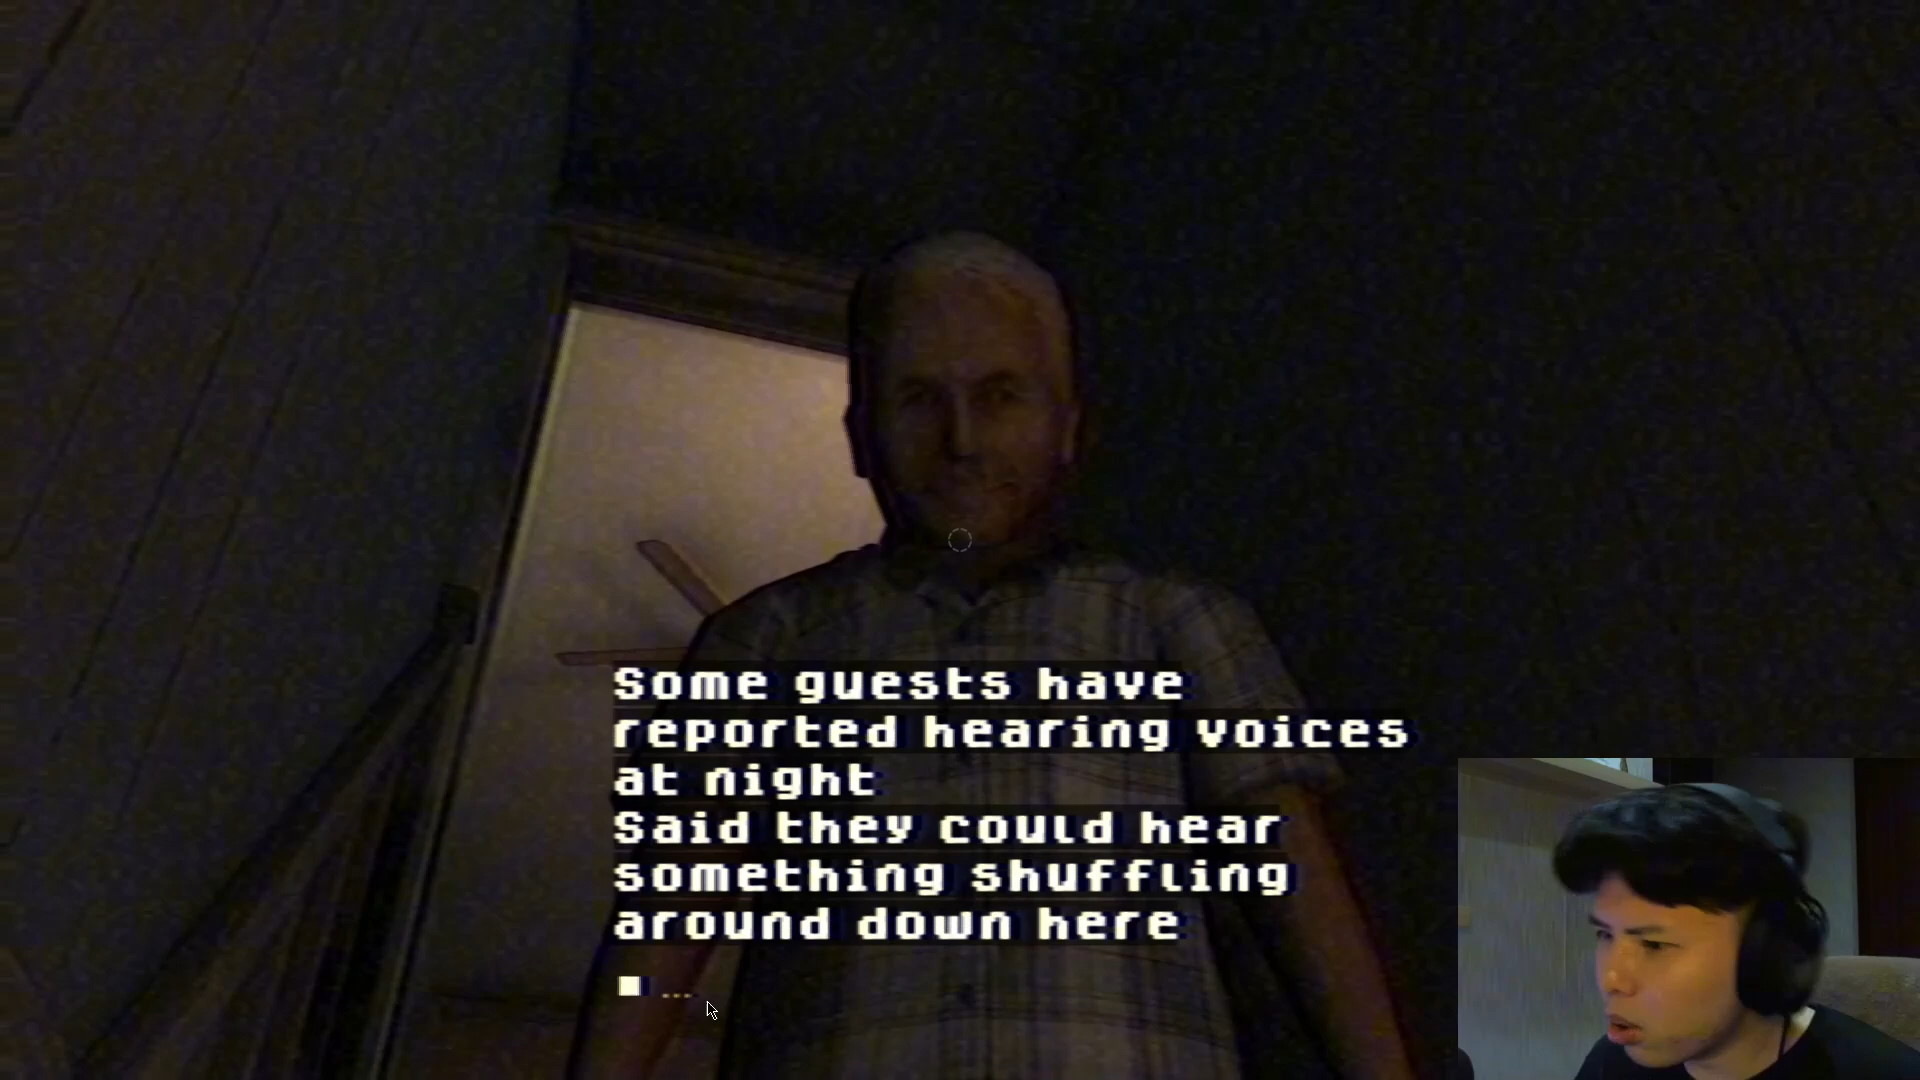 Some guests have
reported hearing voices
at night
Said they could hear
something shuffling
around down here
...